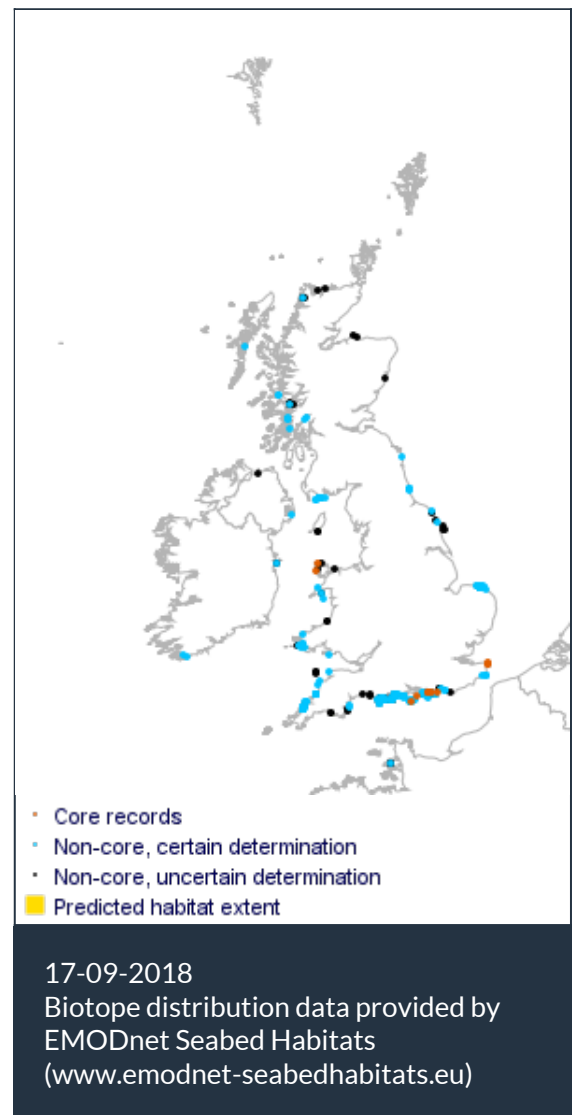 Core records
Non-core, certain determination
Non-core, uncertain determination
Predicted habitat extent
17-09-2018
Biotope distribution data provided by
EMODnet Seabed Habitats
(www.emodnet-seabedhabitats.eu)